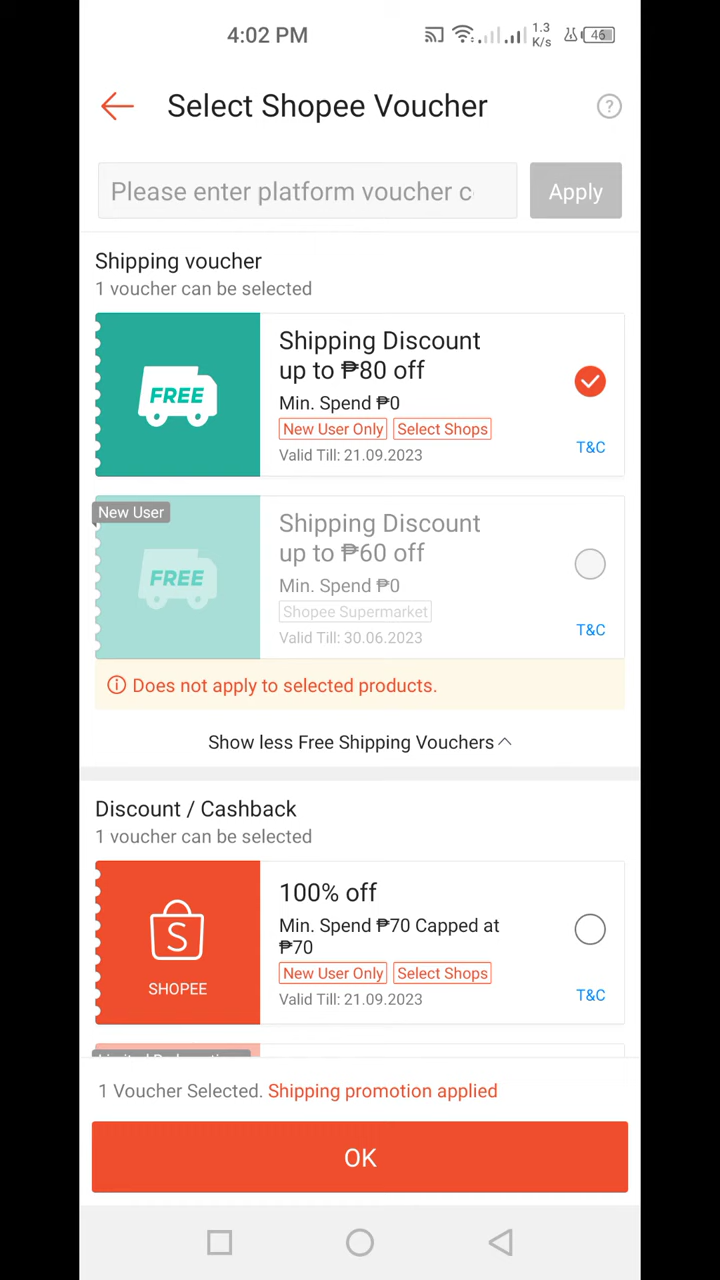 4:02 PM
1.3
K/s
46
Select Shopee Voucher
?
Please enter platform voucher c
Apply
Shipping voucher
1 voucher can be selected
FREE
Shipping Discount
up to ₱80 off
Min. Spend ₱0
New User Only Select Shops
Valid Till: 21.09.2023
T&C
New User
FREE
Shipping Discount
up to ₱60 off
Min. Spend ₱0
Shopee Supermarket
Valid Till: 30.06.2023
T&C
Does not apply to selected products.
Show less Free Shipping Vouchers
Discount / Cashback
1 voucher can be selected
S
SHOPEE
100% off
Min. Spend ₱70 Capped at
₱70
New User Only Select Shops
Valid Till: 21.09.2023
T&C
1 Voucher Selected. Shipping promotion applied
OK